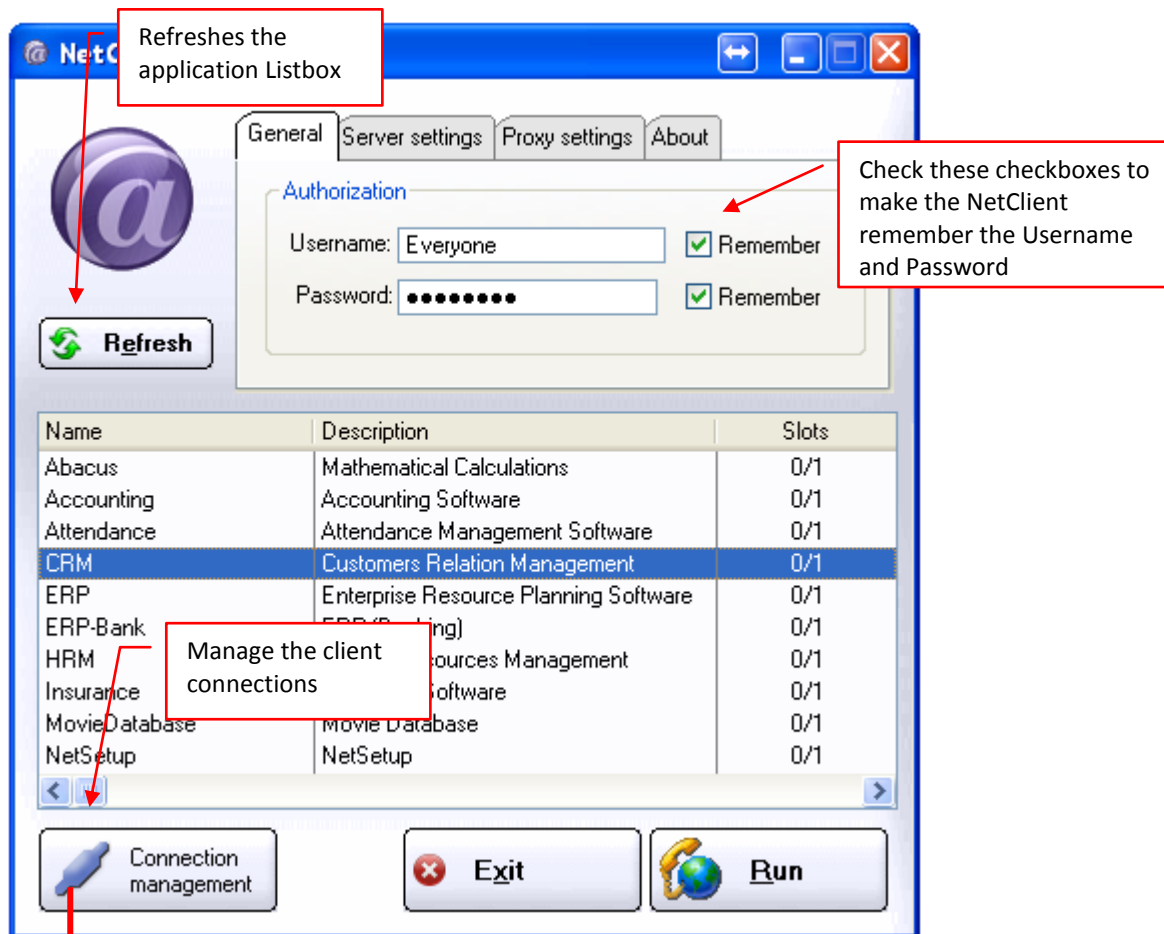 Refreshes the
application Listbox
General Server settings Proxy settings About
Check these checkboxes to
make the NetClient
remember the Username
and Password
Authorization
Username: Everyone Remember
Password: ●●●●●●●● Remember
Refresh
Name Description Slots
Abacus Mathematical Calculations 0/1
Accounting Accounting Software 0/1
Attendance Attendance Management Software 0/1
CRM Customers Relation Management 0/1
ERP Enterprise Resource Planning Software 0/1
ERP-Bank 0/1
HRM Management 0/1
Insurance 0/1
MovieDatabase Movie Database 0/1
NetSetup NetSetup 0/1
Manage the client
connections
Connection
management
Exit
Run